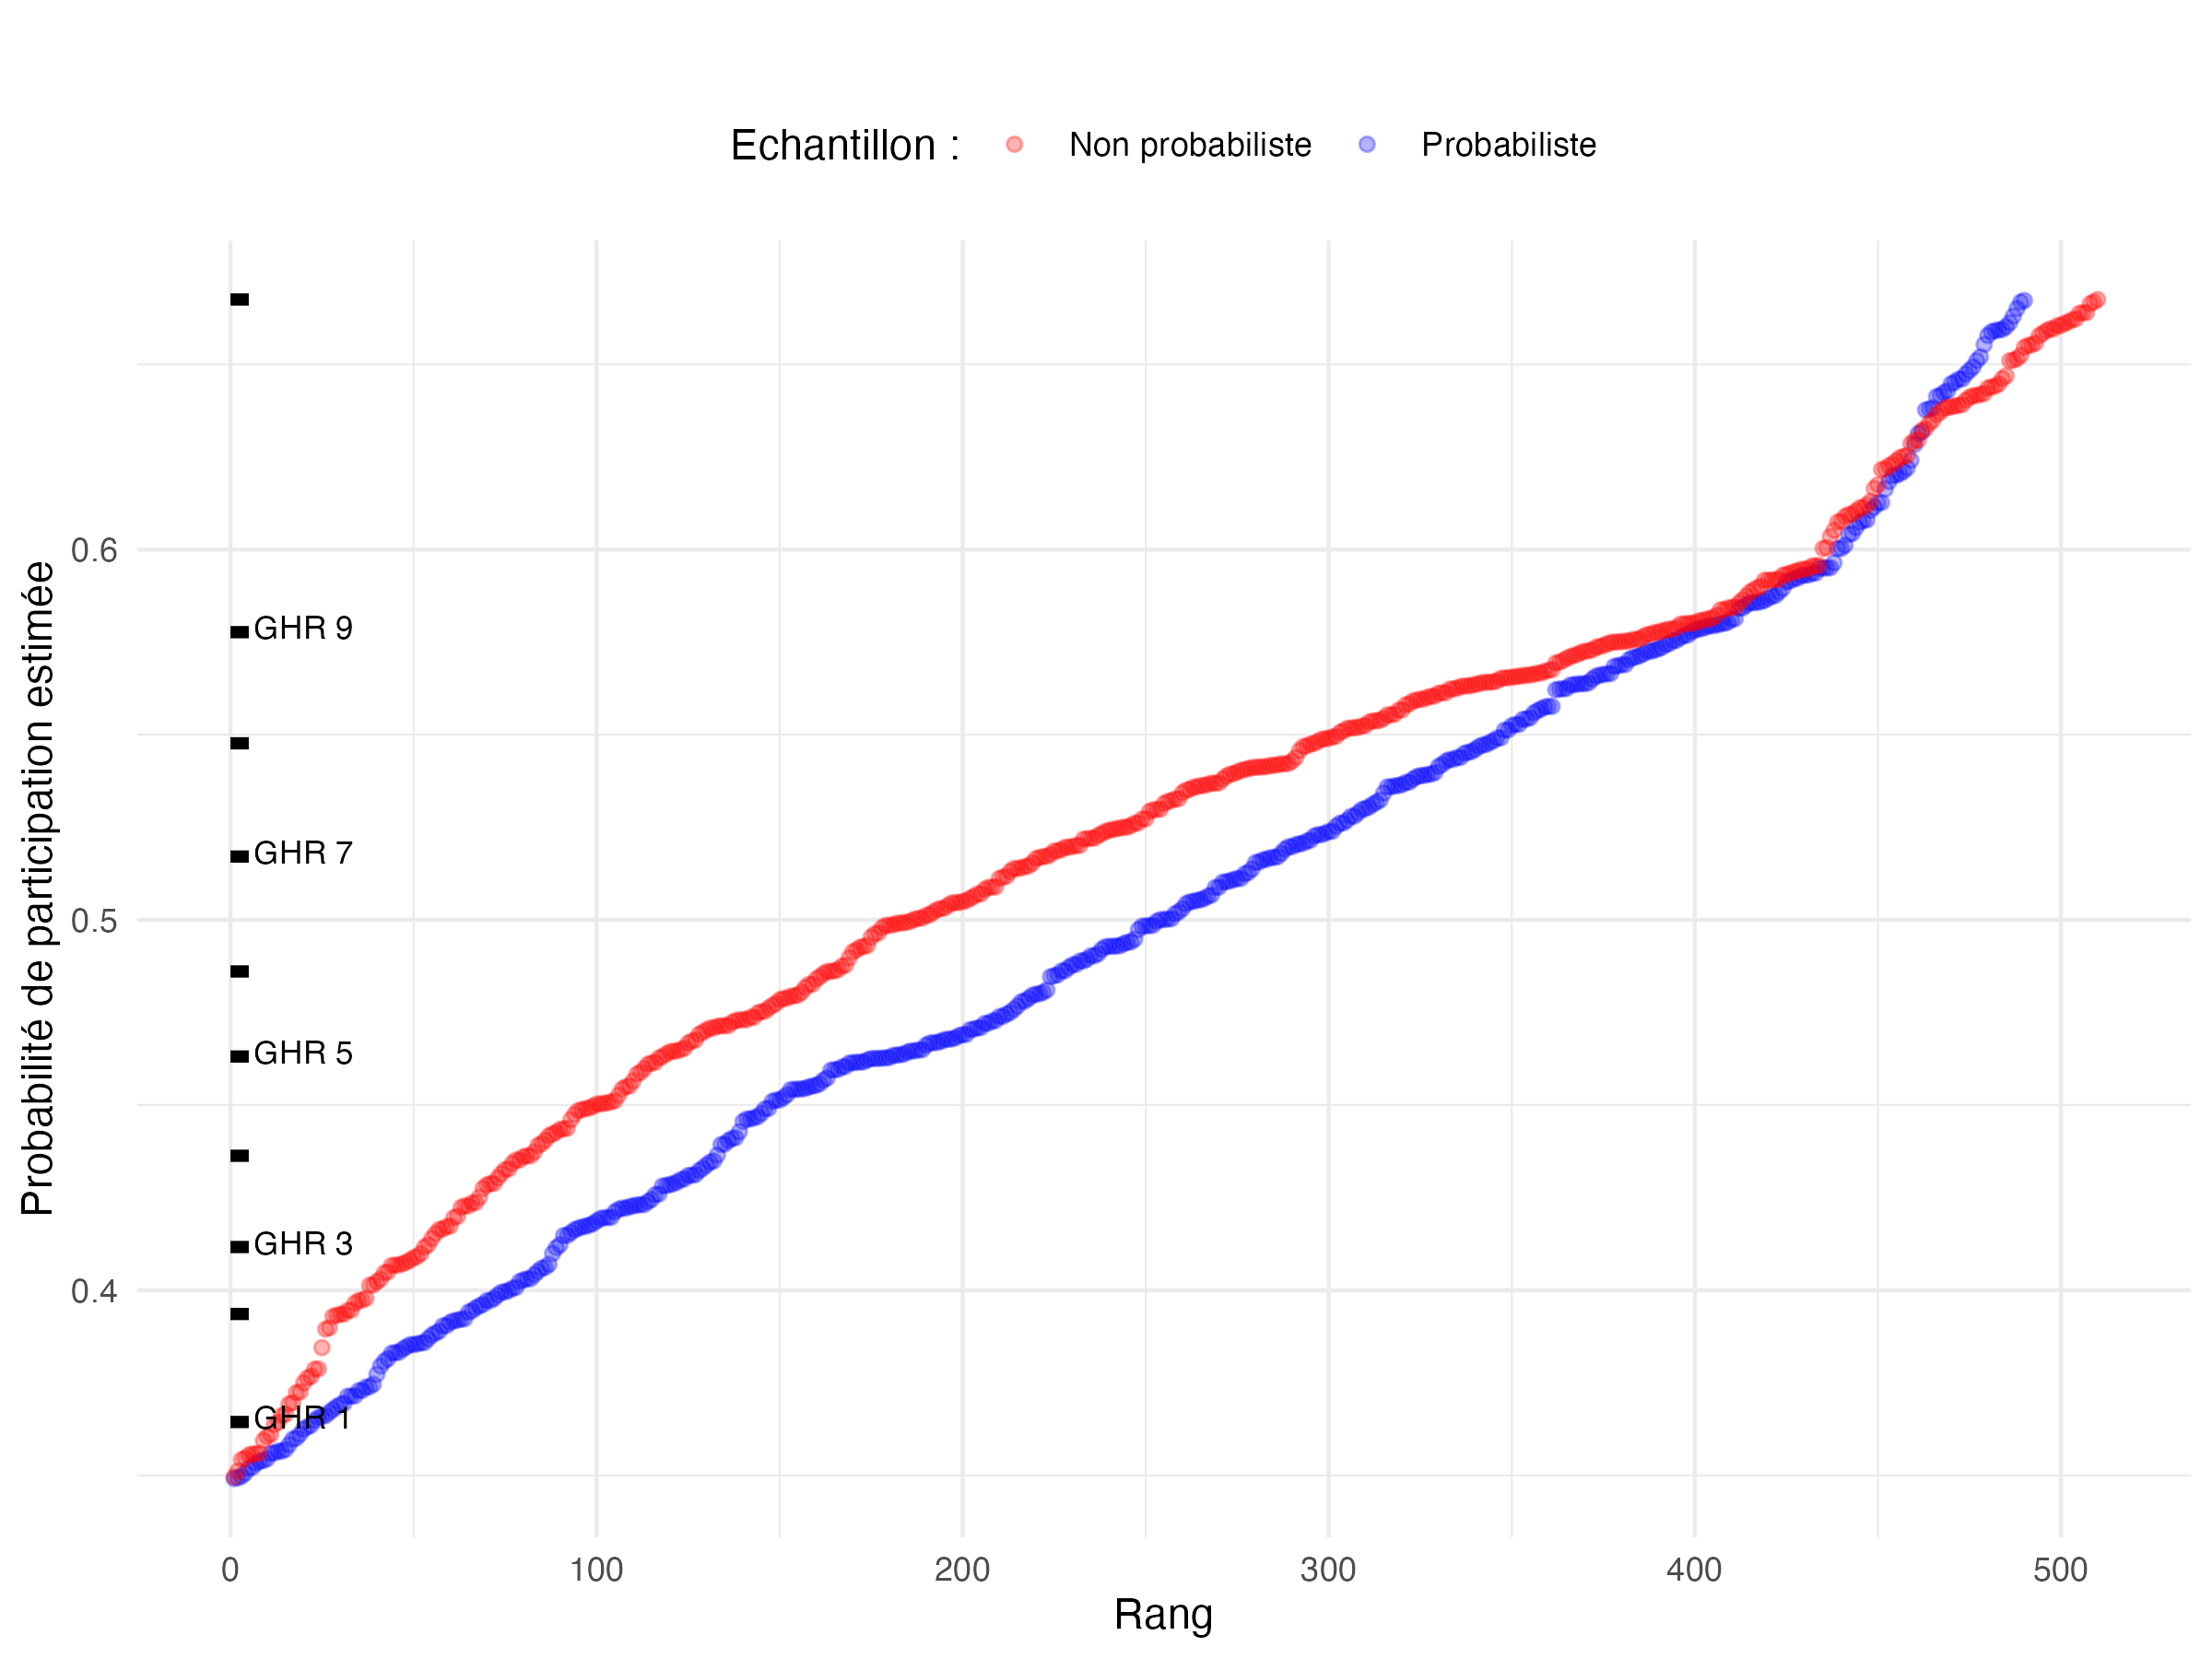 Echantillon : Non probabiliste Probabiliste
Probabilité de participation estimée
0.6
0.5
0.4
GHR 9
GHR 7
GHR 5
GHR 3
GHR 1
0 100 200 300 400 500
Rang